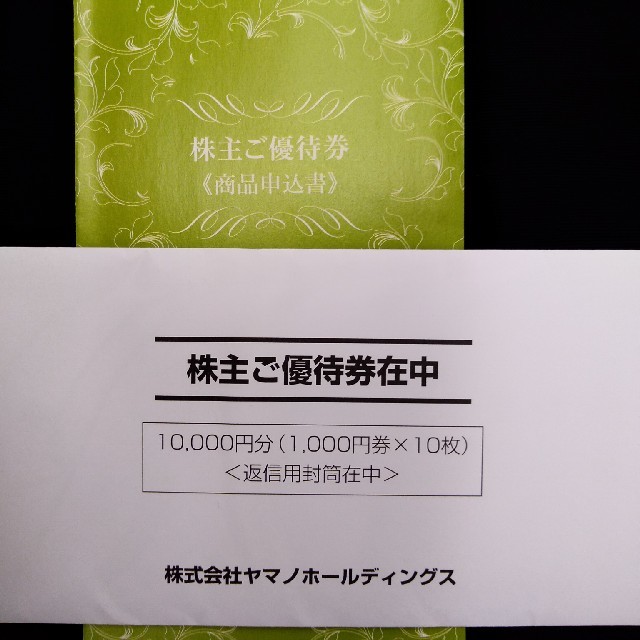 株主ご優待券
《商品申込書》
株主ご優待券在中
10,000円分（1,000円券×10枚）
＜返信用封筒在中＞
株式会社ヤマノホールディングス